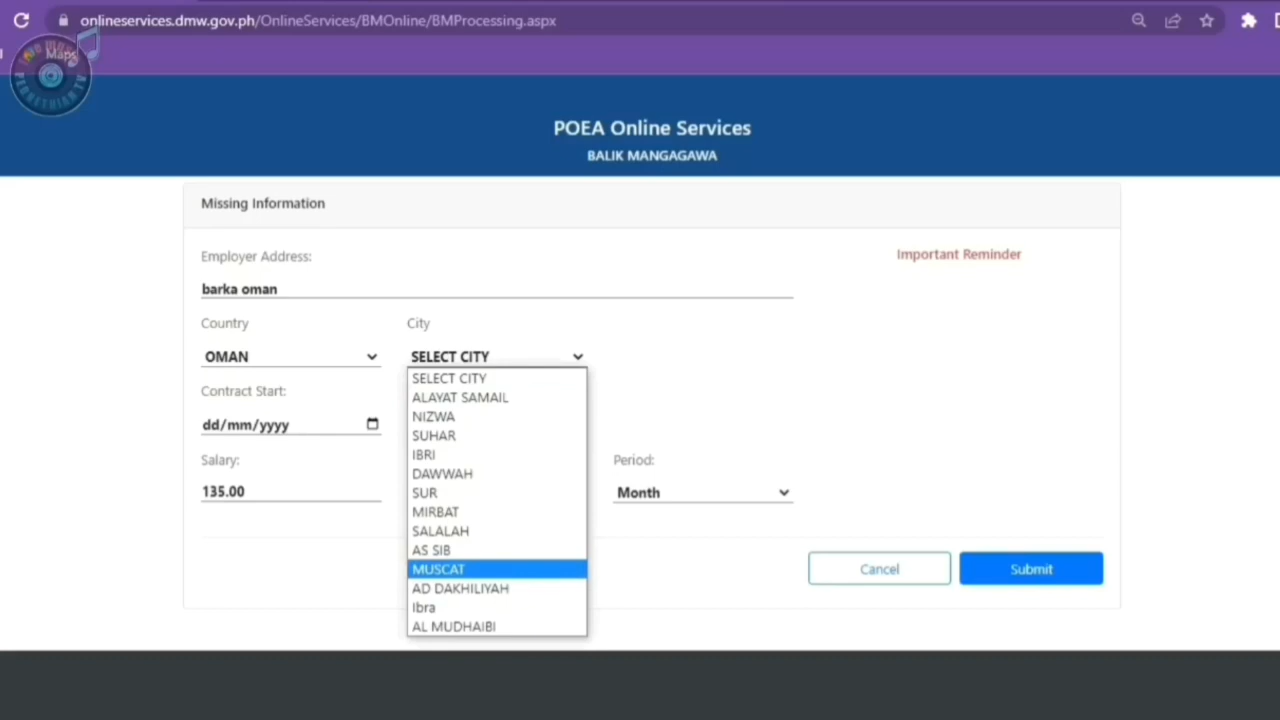 onlineservices.dmw.gov.ph/OnlineServices/BMOnline/BMProcessing.aspx
Maps
PERBETHIAN TV
POEA Online Services
BALIK MANGAGAWA
Missing Information
Employer Address:
Important Reminder
barka oman
Country City
OMAN SELECT CITY
SELECT CITY
Contract Start:
ALAYAT SAMAIL
NIZWA
dd/mm/yyyy
SUHAR
IBRI
Salary: Period:
DAWWAH
135.00 SUR Month
MIRBAT
SALALAH
AS SIB
MUSCAT Cancel Submit
AD DAKHILIYAH
Ibra
AL MUDHAIBI